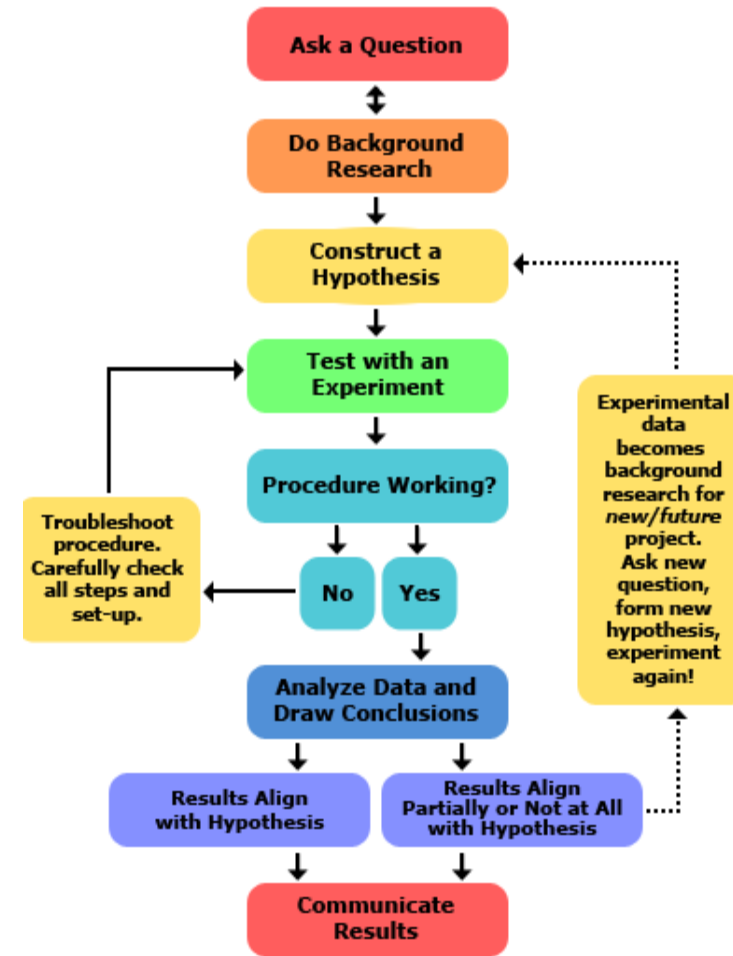 Ask a Question
Do Background
Research
Construct a
Hypothesis
Test with an
Experiment
Procedure Working?
Troubleshoot
procedure.
Carefully check
all steps and
set-up.
No
Yes
Experimental
data
becomes
background
research for
new/future
project.
Ask new
question,
form new
hypothesis,
experiment
again!
Analyze Data and
Draw Conclusions
Results Align
with Hypothesis
Results Align
Partially or Not at All
with Hypothesis
Communicate
Results